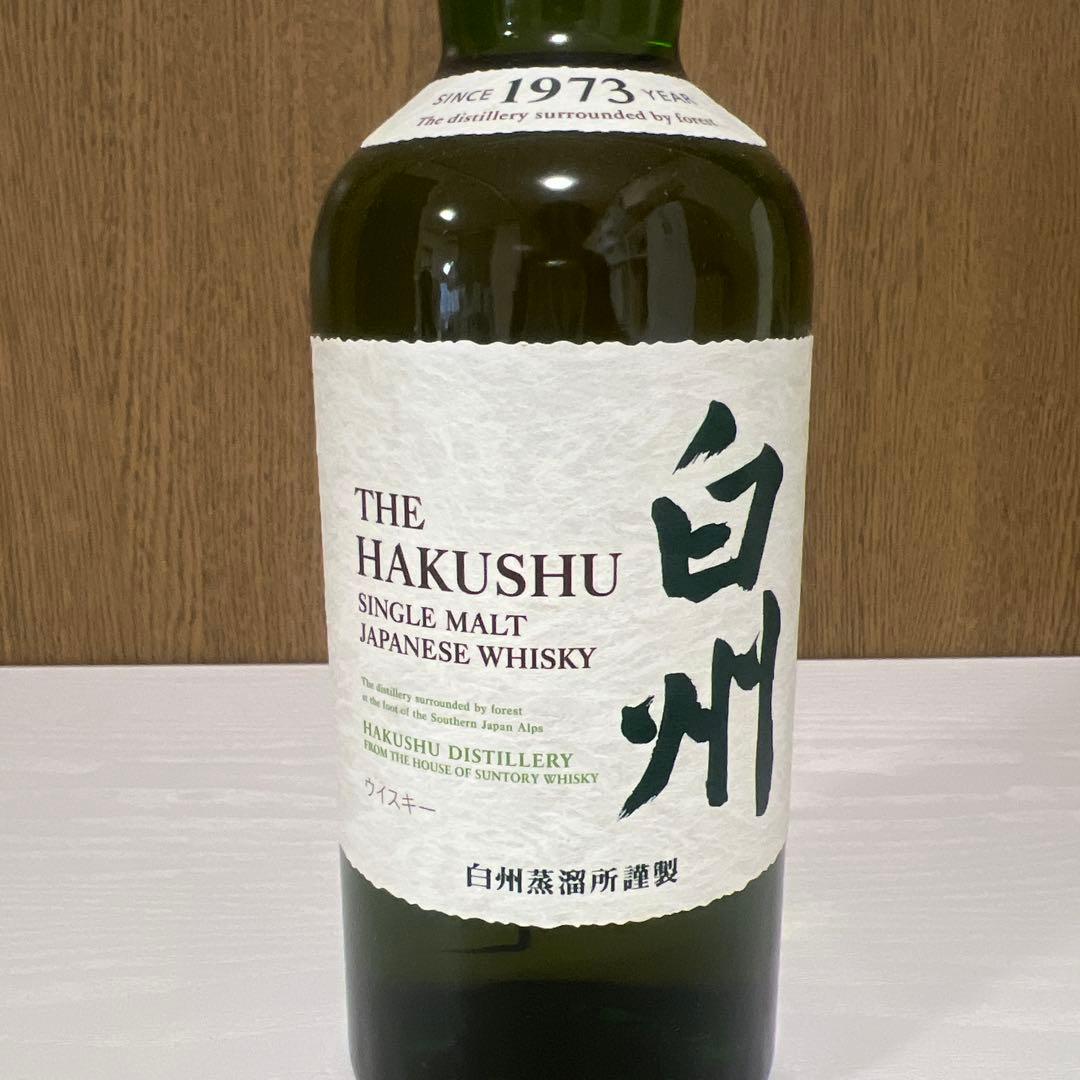 SINCE 1973 YEAR
The distillery surrounded by forest
白州
THE
HAKUSHU
SINGLE MALT
JAPANESE WHISKY
The distillery surrounded by forest
at the foot of the Southern Japan Alps
HAKUSHU DISTILLERY
FROM THE HOUSE OF SUNTORY WHISKY
ウイスキー
白州蒸溜所謹製